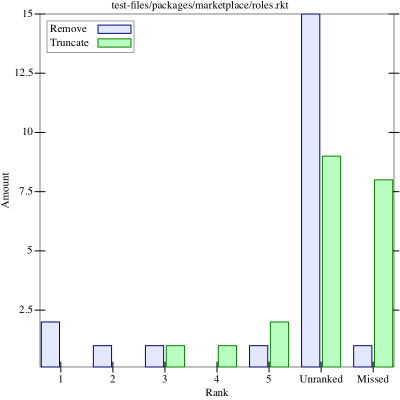 test-files/packages/marketplace/roles.rkt
Remove
Truncate
15
12.5
10
7.5
5
2.5
Amount
1 2 3 4 5 Unranked Missed
Rank